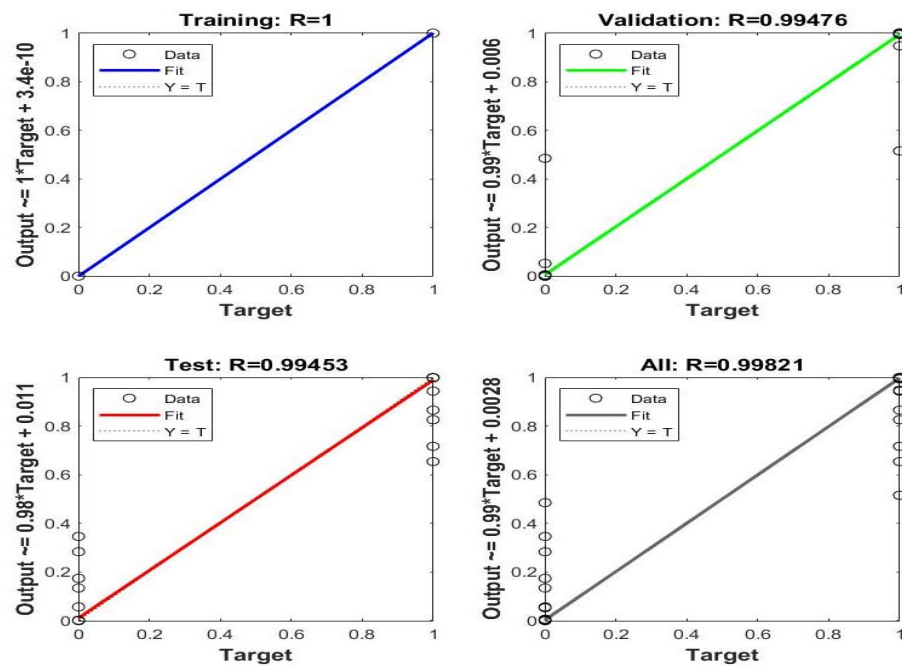 Training: R=1
Output ~= 1*Target + 3.4e-10
1
0.8
0.6
0.4
0.2
0
Data
Fit
Y = T
0 0.2 0.4 0.6 0.8 1
Target
Validation: R=0.99476
Output ~= 0.99*Target + 0.006
1
0.8
0.6
0.4
0.2
0
Data
Fit
Y = T
0 0.2 0.4 0.6 0.8 1
Target
Test: R=0.99453
Output ~= 0.98*Target + 0.011
1
0.8
0.6
0.4
0.2
0
Data
Fit
Y = T
0 0.2 0.4 0.6 0.8 1
Target
All: R=0.99821
Output ~= 0.99*Target + 0.0028
1
0.8
0.6
0.4
0.2
0
Data
Fit
Y = T
0 0.2 0.4 0.6 0.8 1
Target